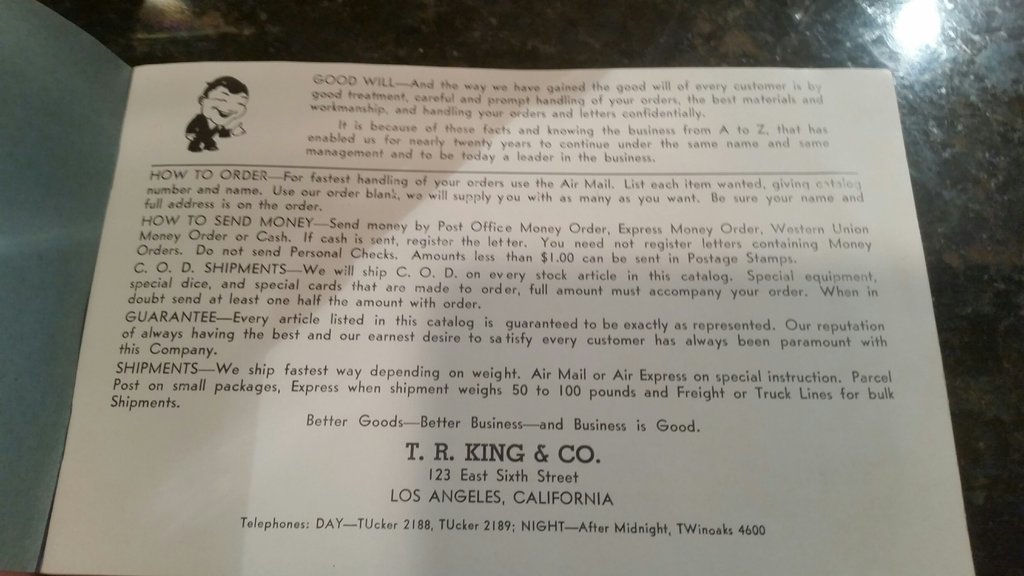 GOOD WILL—And the way we have gained the good will of every customer is by
good treatment, careful and prompt handling of your orders, the best materials and
workmanship, and handling your orders and letters confidentially.
It is because of these facts and knowing the business from A to Z, that has
enabled us for nearly twenty years to continue under the same name and same
management and to be today a leader in the business.
HOW TO ORDER—For fastest handling of your orders use the Air Mail. List each item wanted, giving catalog
number and name. Use our order blank, we will supply you with as many as you want. Be sure your name and
full address is on the order.
HOW TO SEND MONEY—Send money by Post Office Money Order, Express Money Order, Western Union
Money Order or Cash. If cash is sent, register the letter. You need not register letters containing Money
Orders. Do not send Personal Checks. Amounts less than $1.00 can be sent in Postage Stamps.
C. O. D. SHIPMENTS—We will ship C. O. D. on every stock article in this catalog. Special equipment,
special dice, and special cards that are made to order, full amount must accompany your order. When in
doubt send at least one half the amount with order.
GUARANTEE—Every article listed in this catalog is guaranteed to be exactly as represented. Our reputation
of always having the best and our earnest desire to satisfy every customer has always been paramount with
this Company.
SHIPMENTS—We ship fastest way depending on weight. Air Mail or Air Express on special instruction. Parcel
Post on small packages, Express when shipment weighs 50 to 100 pounds and Freight or Truck Lines for bulk
Shipments.
Better Goods—Better Business—and Business is Good.
T. R. KING & CO.
123 East Sixth Street
LOS ANGELES, CALIFORNIA
Telephones: DAY—TUcker 2188, TUcker 2189; NIGHT—After Midnight, TWinoaks 4600